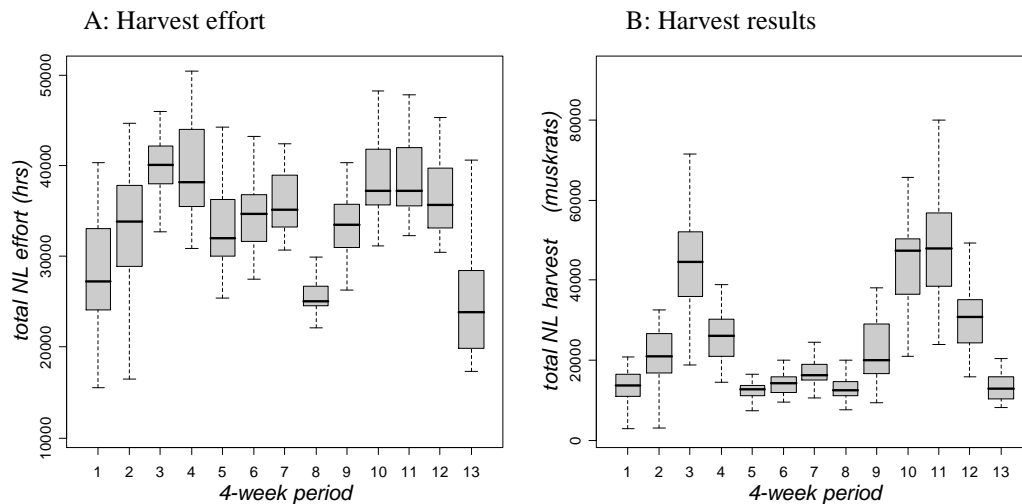 A: Harvest effort
total NL effort (hrs)
50000
40000
30000
20000
10000
1 2 3 4 5 6 7 8 9 10 11 12 13
4-week period
B: Harvest results
total NL harvest (muskrats)
80000
60000
40000
20000
0
1 2 3 4 5 6 7 8 9 10 11 12 13
4-week period